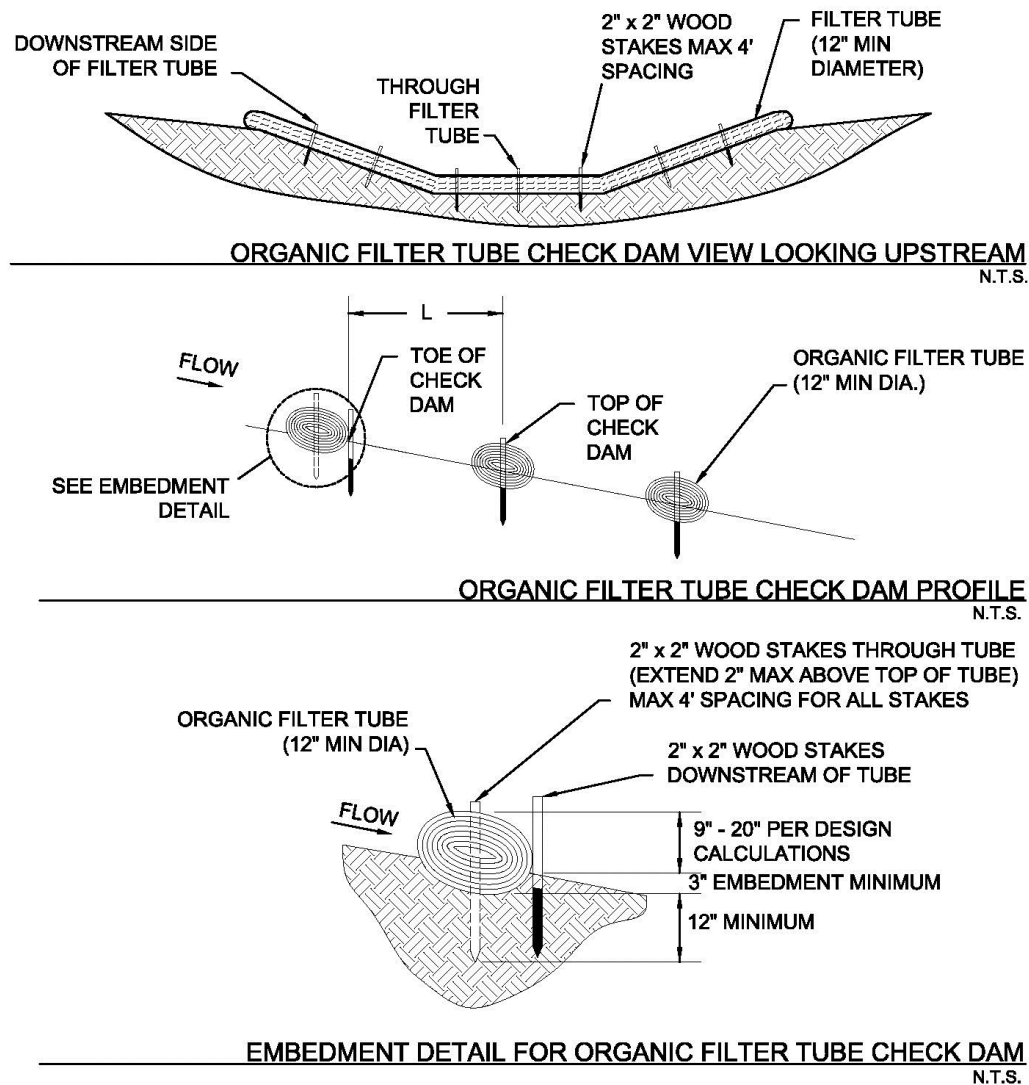 DOWNSTREAM SIDE
OF FILTER TUBE
THROUGH
FILTER
TUBE
2" x 2" WOOD
STAKES MAX 4'
SPACING
FILTER TUBE
(12" MIN
DIAMETER)
ORGANIC FILTER TUBE CHECK DAM VIEW LOOKING UPSTREAM
N.T.S.
L
FLOW
TOE OF
CHECK
DAM
TOP OF
CHECK
DAM
ORGANIC FILTER TUBE
(12" MIN DIA.)
SEE EMBEDMENT
DETAIL
ORGANIC FILTER TUBE CHECK DAM PROFILE
N.T.S.
2" x 2" WOOD STAKES THROUGH TUBE
(EXTEND 2" MAX ABOVE TOP OF TUBE)
MAX 4' SPACING FOR ALL STAKES
ORGANIC FILTER TUBE
(12" MIN DIA)
2" x 2" WOOD STAKES
DOWNSTREAM OF TUBE
FLOW
9" - 20" PER DESIGN
CALCULATIONS
3" EMBEDMENT MINIMUM
12" MINIMUM
EMBEDMENT DETAIL FOR ORGANIC FILTER TUBE CHECK DAM
N.T.S.